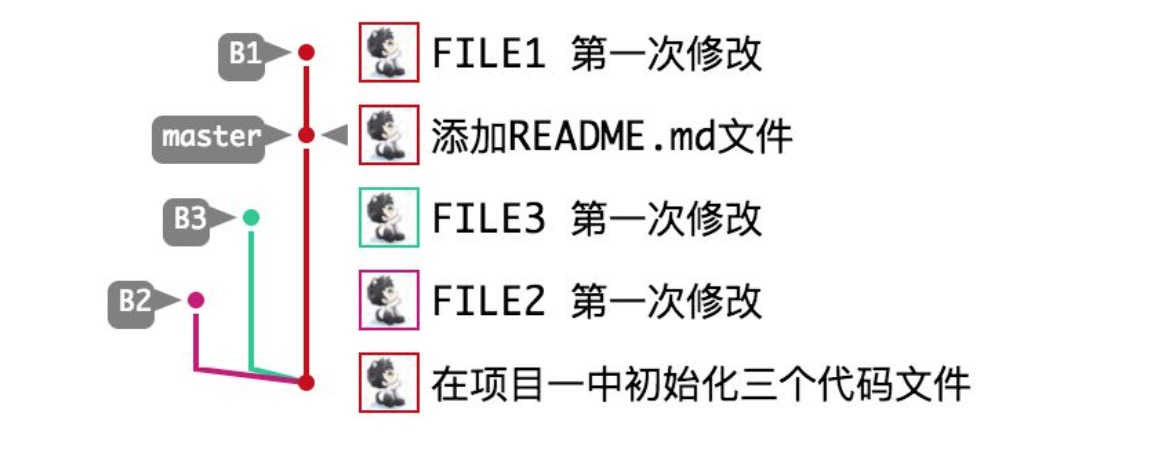 B1 FILE1 第一次修改
master 添加README.md文件
B3 FILE3 第一次修改
B2 FILE2 第一次修改
在项目一中初始化三个代码文件